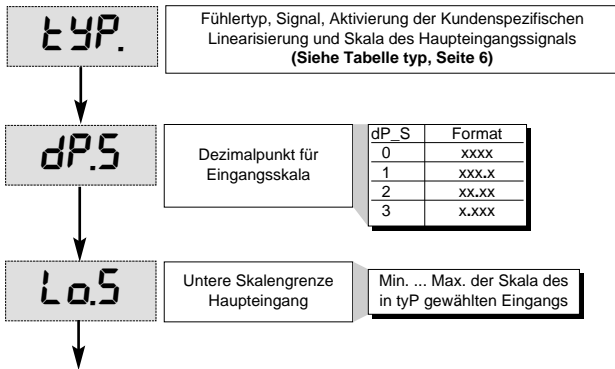 tYP.
Fühlertyp, Signal, Aktivierung der Kundenspezifischen
Linearisierung und Skala des Haupteingangssignals
(Siehe Tabelle typ, Seite 6)
dP.S
Dezimalpunkt für
Eingangsskala
dP_S Format
0 xxxx
1 xxx.x
2 xx.xx
3 x.xxx
Lo.S
Untere Skalengrenze
Haupteingang
Min. ... Max. der Skala des
in tyP gewählten Eingangs